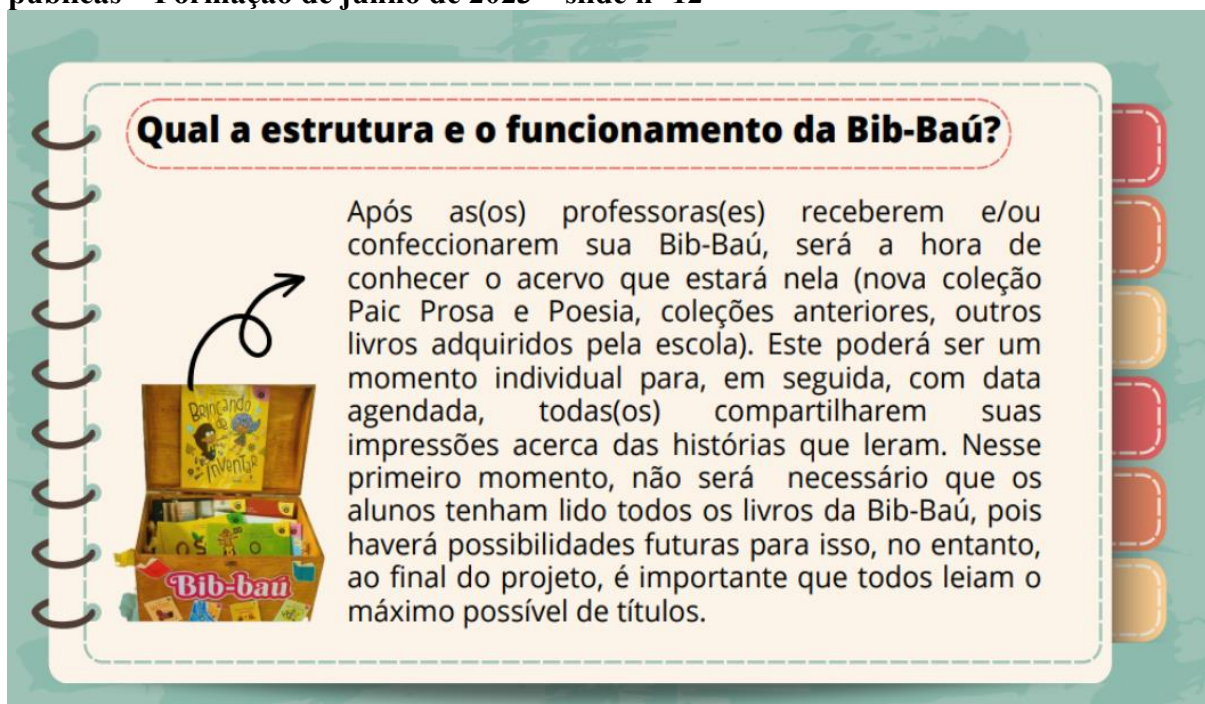 públicas – Formação de junho de 2023 – slide nº 12
Qual a estrutura e o funcionamento da Bib-Baú?
Após as(os) professoras(es) receberem e/ou
confeccionarem sua Bib-Baú, será a hora de
conhecer o acervo que estará nela (nova coleção
Paic Prosa e Poesia, coleções anteriores, outros
livros adquiridos pela escola). Este poderá ser um
momento individual para, em seguida, com data
agendada, todas(os) compartilharem suas
impressões acerca das histórias que leram. Nesse
primeiro momento, não será necessário que os
alunos tenham lido todos os livros da Bib-Baú, pois
haverá possibilidades futuras para isso, no entanto,
ao final do projeto, é importante que todos leiam o
máximo possível de títulos.
BRINCANDO
DE
INVENTAR
Bib-baú